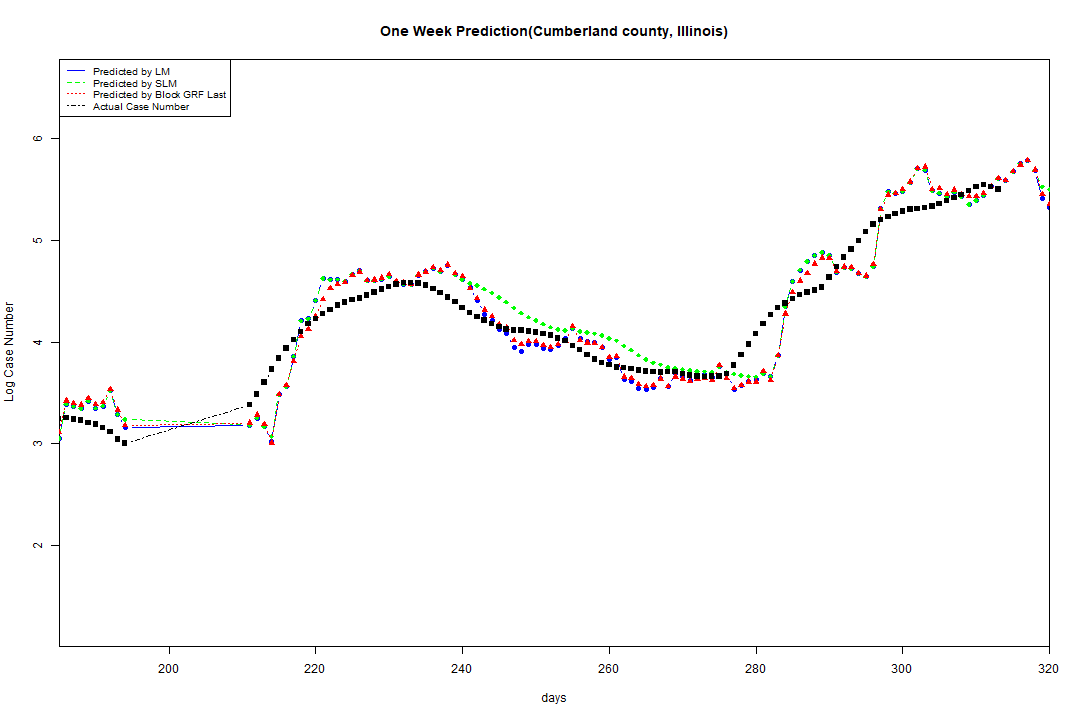 One Week Prediction(Cumberland county, Illinois)
Predicted by LM
Predicted by SLM
Predicted by Block GRF Last
Actual Case Number
6
5
4
3
2
Log Case Number
200 220 240 260 280 300 320
days